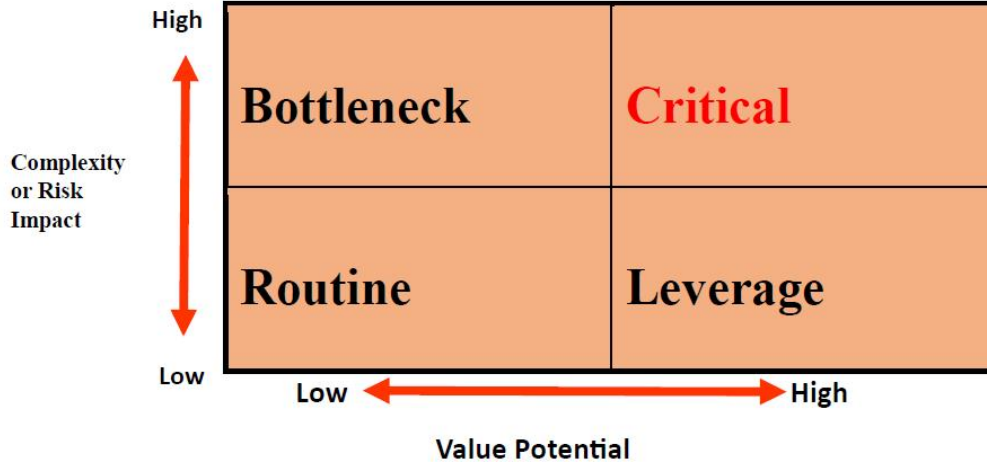 High
Bottleneck
Critical
Complexity
or Risk
Impact
Routine
Leverage
Low
Low
High
Value Potential